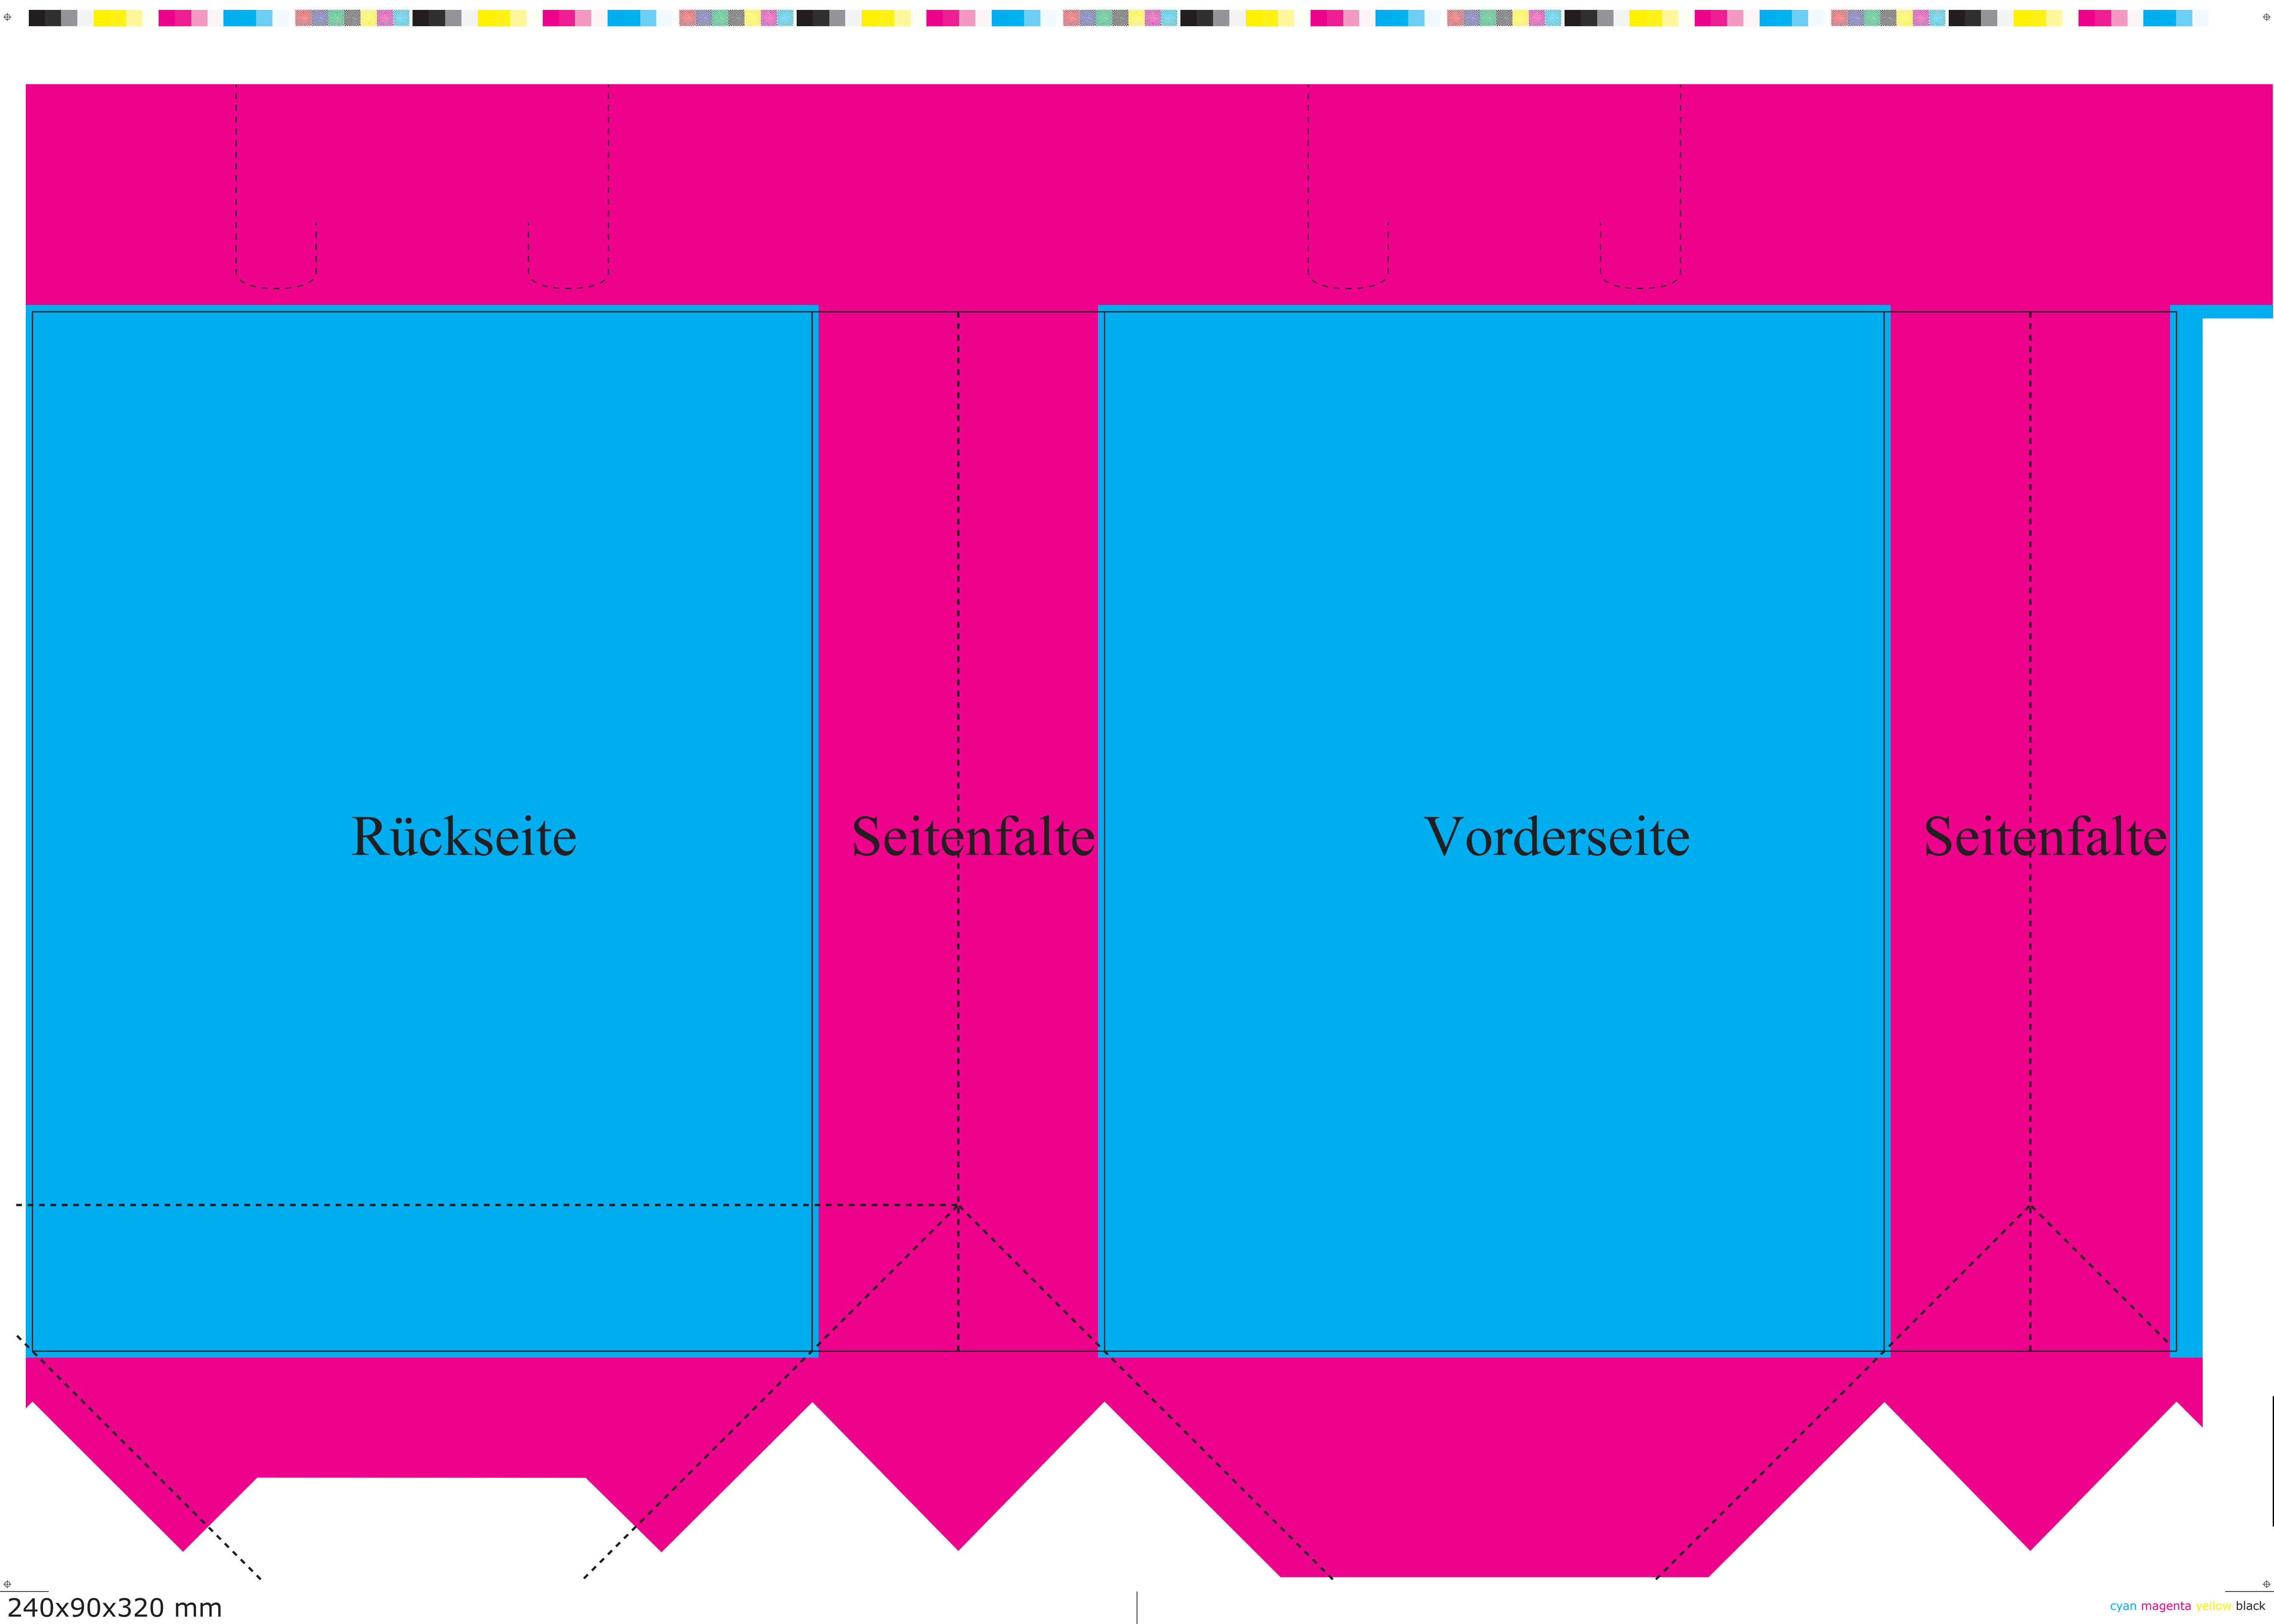 Rückseite
Seitenfalte
Vorderseite
Seitenfalte
240x90x320 mm
cyan magenta yellow black